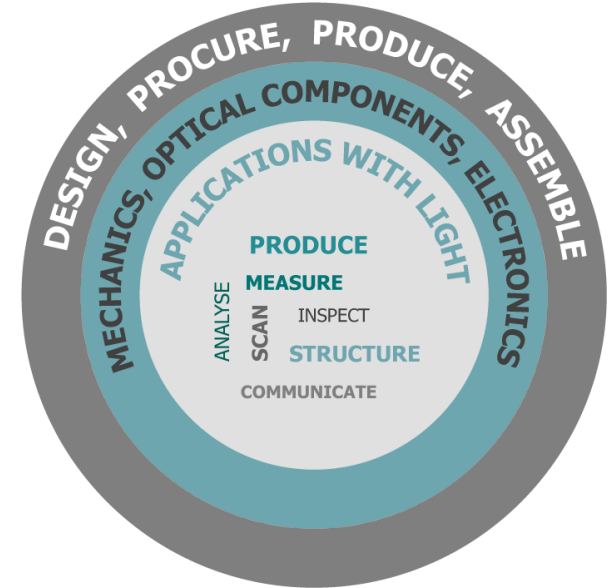 DESIGN, PROCURE, PRODUCE, ASSEMBLE
MECHANICS, OPTICAL COMPONENTS, ELECTRONICS
APPLICATIONS WITH LIGHT
PRODUCE
MEASURE
ANALYSE
SCAN
INSPECT
STRUCTURE
COMMUNICATE